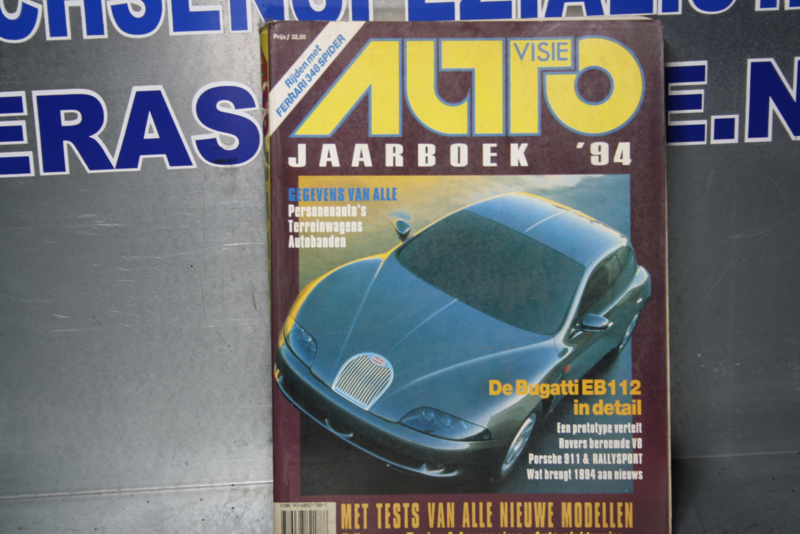 CHSENSPEZIALIST
ERAS
E.N
Prijs ƒ 32,50
Rijden met
FERRARI 348 SPIDER
AUTO
VISIE
JAARBOEK '94
GEGEVENS VAN ALLE
Personenauto's
Terreinwagens
Autobanden
De Bugatti EB112
in detail
Een prototype vertelt
Rovers beroemde V8
Porsche 911 & RALLYSPORT
Wat brengt 1994 aan nieuws
MET TESTS VAN ALLE NIEUWE MODELLEN